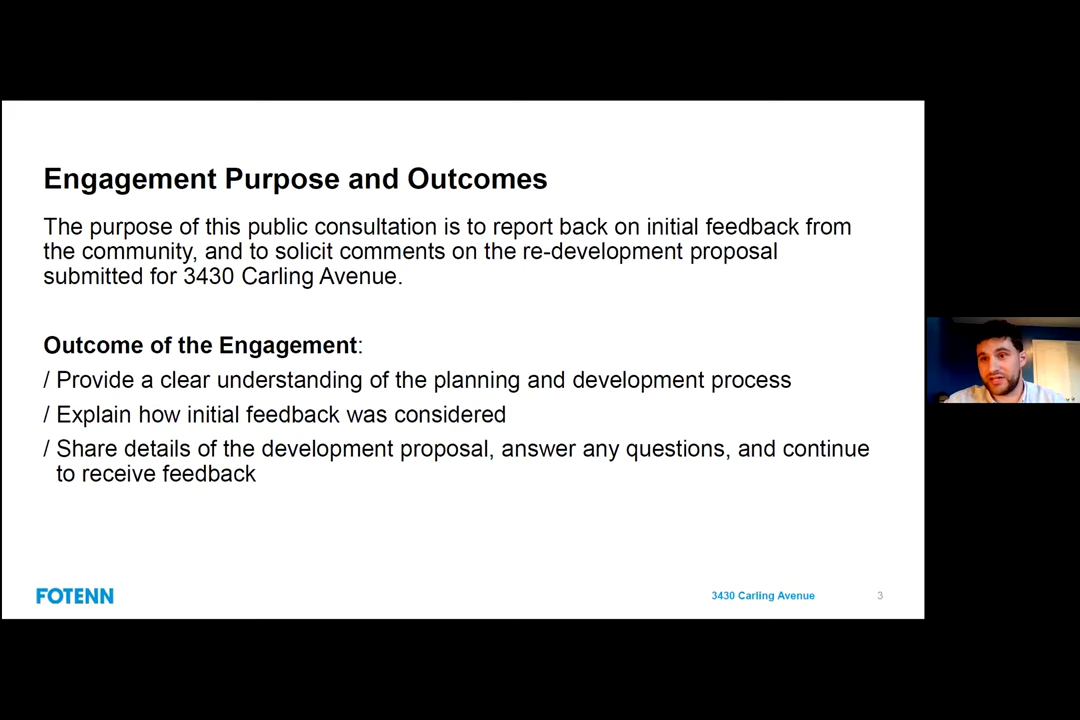 Engagement Purpose and Outcomes
The purpose of this public consultation is to report back on initial feedback from
the community, and to solicit comments on the re-development proposal
submitted for 3430 Carling Avenue.
Outcome of the Engagement:
/ Provide a clear understanding of the planning and development process
/ Explain how initial feedback was considered
/ Share details of the development proposal, answer any questions, and continue
to receive feedback
FOTENN
3430 Carling Avenue
3